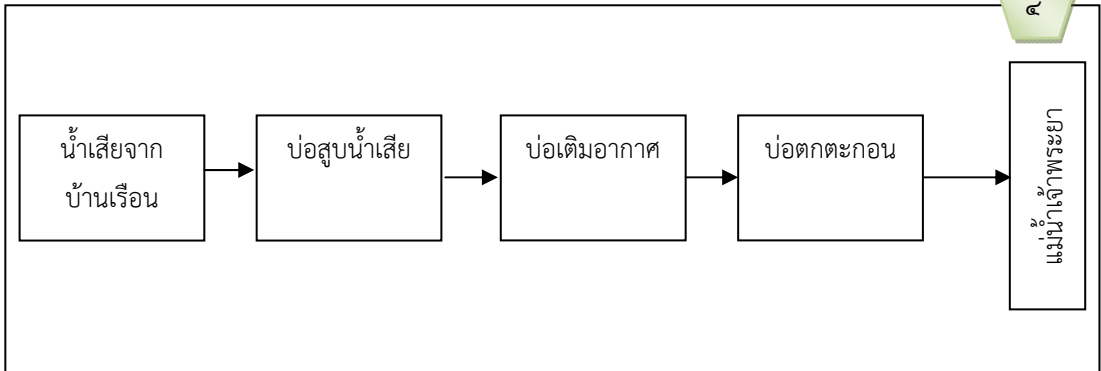 ๔
น้ำเสียจาก
บ้านเรือน
บ่อสูบน้ำเสีย
บ่อเติมอากาศ
บ่อตกตะกอน
แม่น้ำเจ้าพระยา